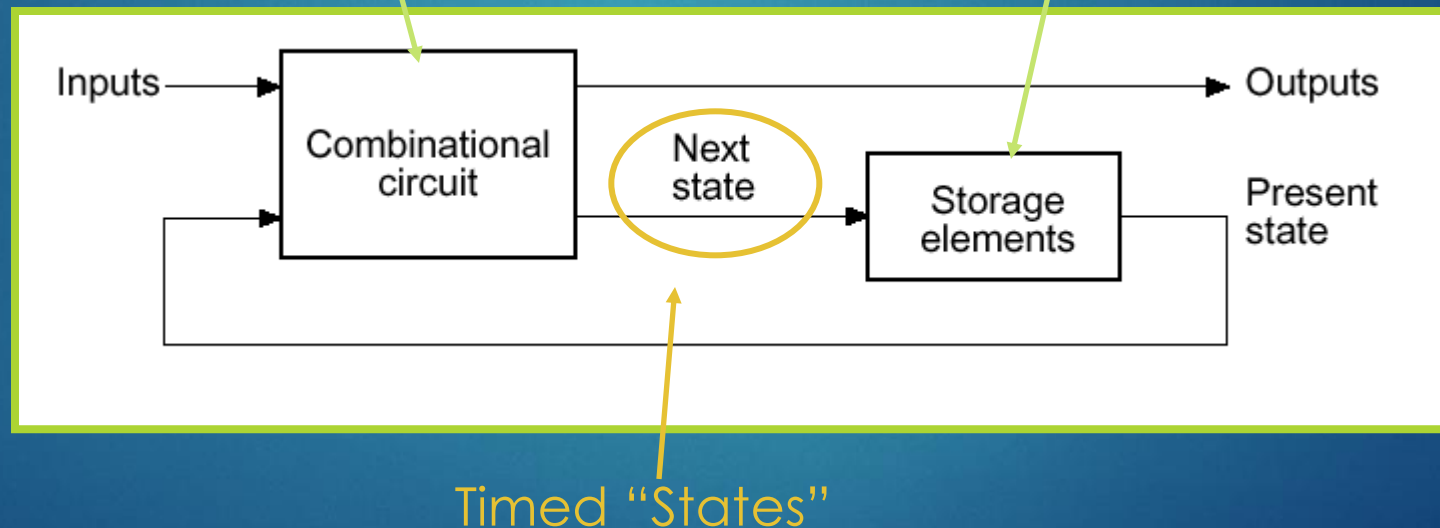 Inputs
Outputs
Combinational
circuit
Next
state
Storage
elements
Present
state
Timed “States”